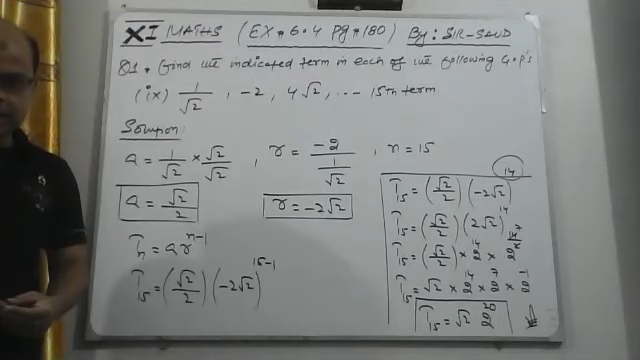 XI MATHS (EX # 6.4 Pg # 180) By: SIR-SAUD
Q1. Find the indicated term in each of the following G.P's
(ix) 1/√2 , -2 , 4√2 , ... 15th term
Solution:
a = 1/√2 × √2/√2 , r = -2/(1/√2) , n = 15
a = √2/2
r = -2√2
Tn = ar^(n-1)
T15 = (√2/2) (-2√2)^(15-1)
T15 = (√2/2) (-2√2)^14
T15 = (√2/2) (2√2)^14
T15 = (√2/2) × 2^14 ×
T15 = √2 × 2^14 × 2^7 × 2^-1
T15 = √2 2^20